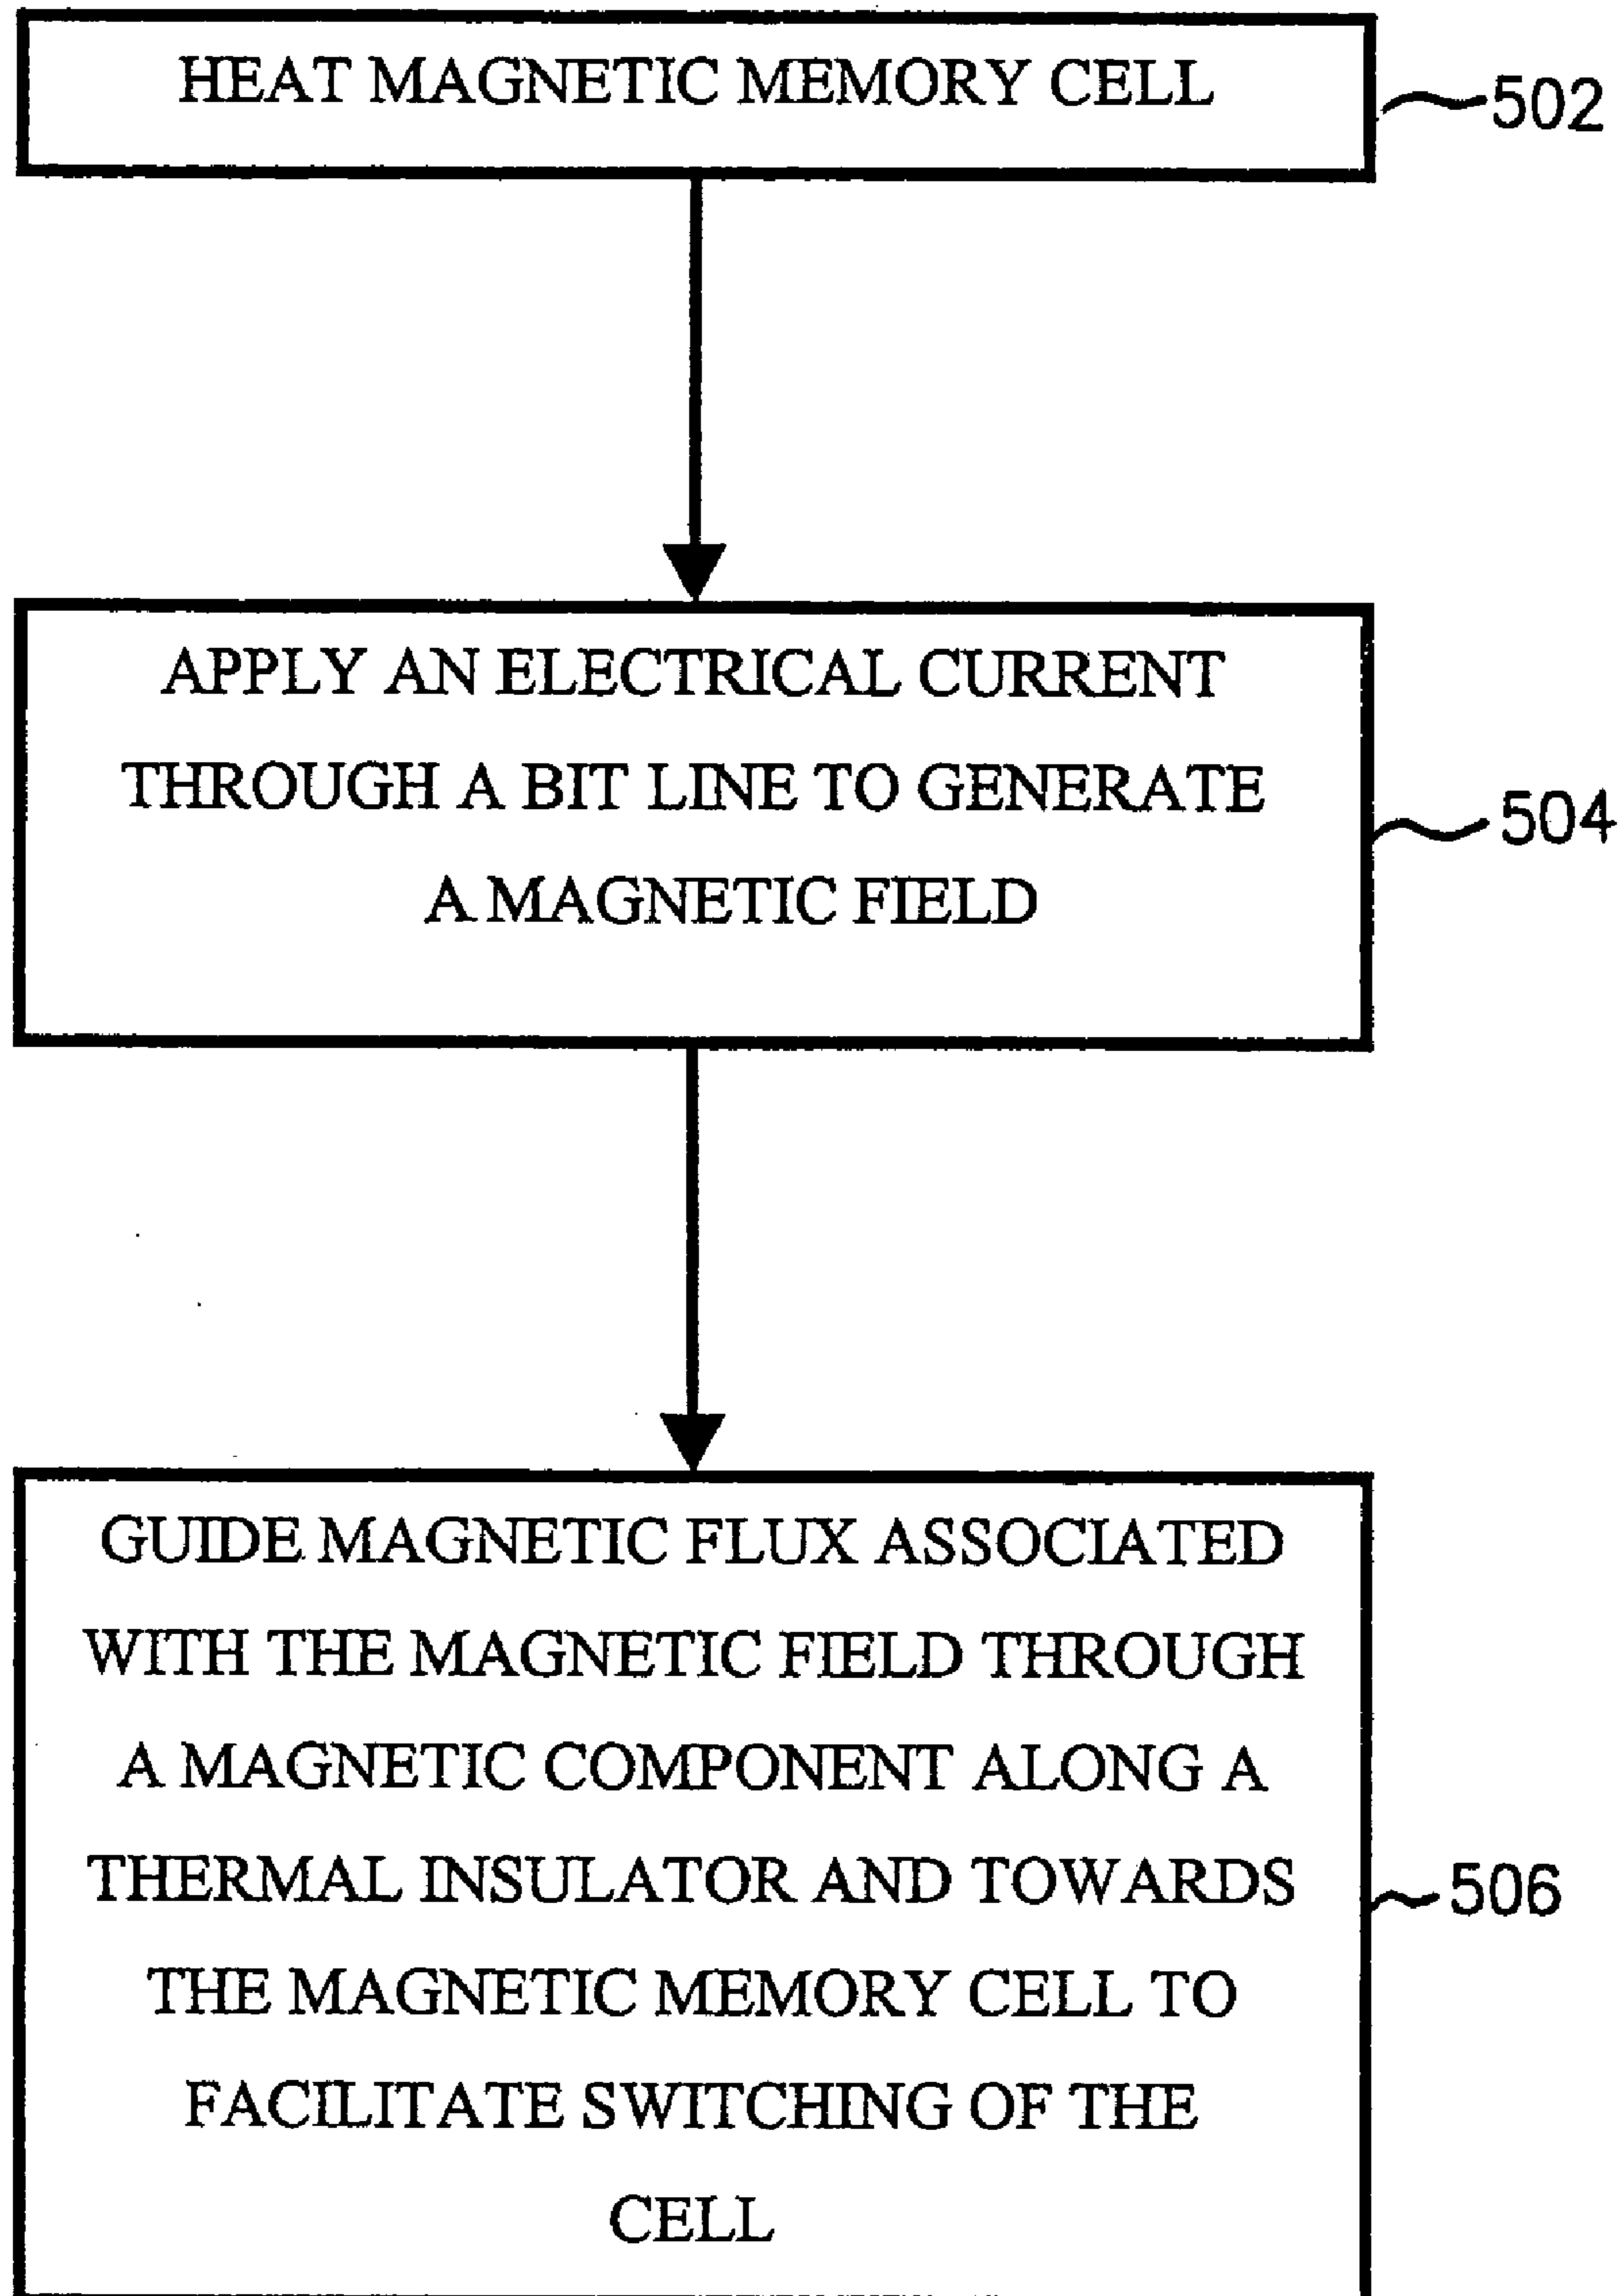 HEAT MAGNETIC MEMORY CELL
502
APPLY AN ELECTRICAL CURRENT
THROUGH A BIT LINE TO GENERATE
A MAGNETIC FIELD
504
GUIDE MAGNETIC FLUX ASSOCIATED
WITH THE MAGNETIC FIELD THROUGH
A MAGNETIC COMPONENT ALONG A
THERMAL INSULATOR AND TOWARDS
THE MAGNETIC MEMORY CELL TO
FACILITATE SWITCHING OF THE
CELL
506